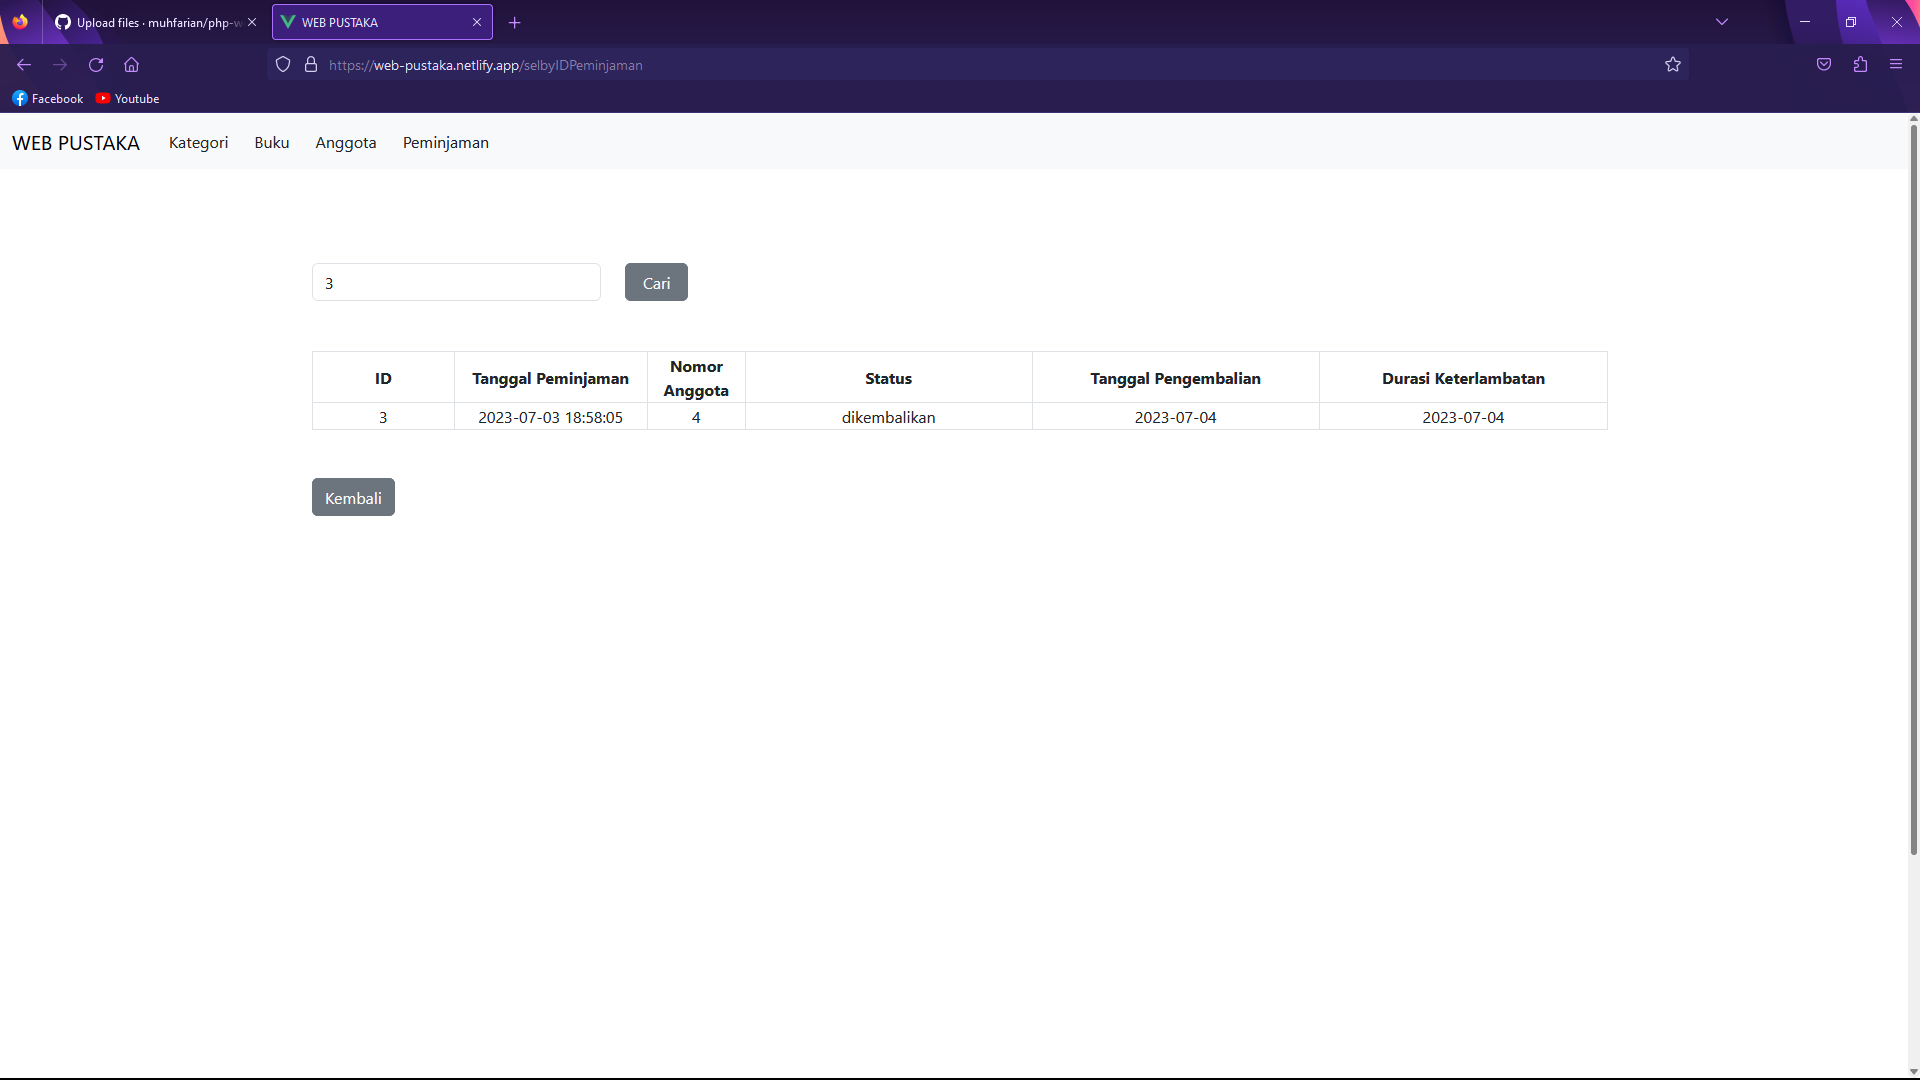 Upload files · muhfarian/php-w
WEB PUSTAKA
https://web-pustaka.netlify.app/selbyIDPeminjaman
Facebook Youtube
WEB PUSTAKA Kategori Buku Anggota Peminjaman
3 Cari
ID Tanggal Peminjaman Nomor Anggota Status Tanggal Pengembalian Durasi Keterlambatan
3 2023-07-03 18:58:05 4 dikembalikan 2023-07-04 2023-07-04
Kembali